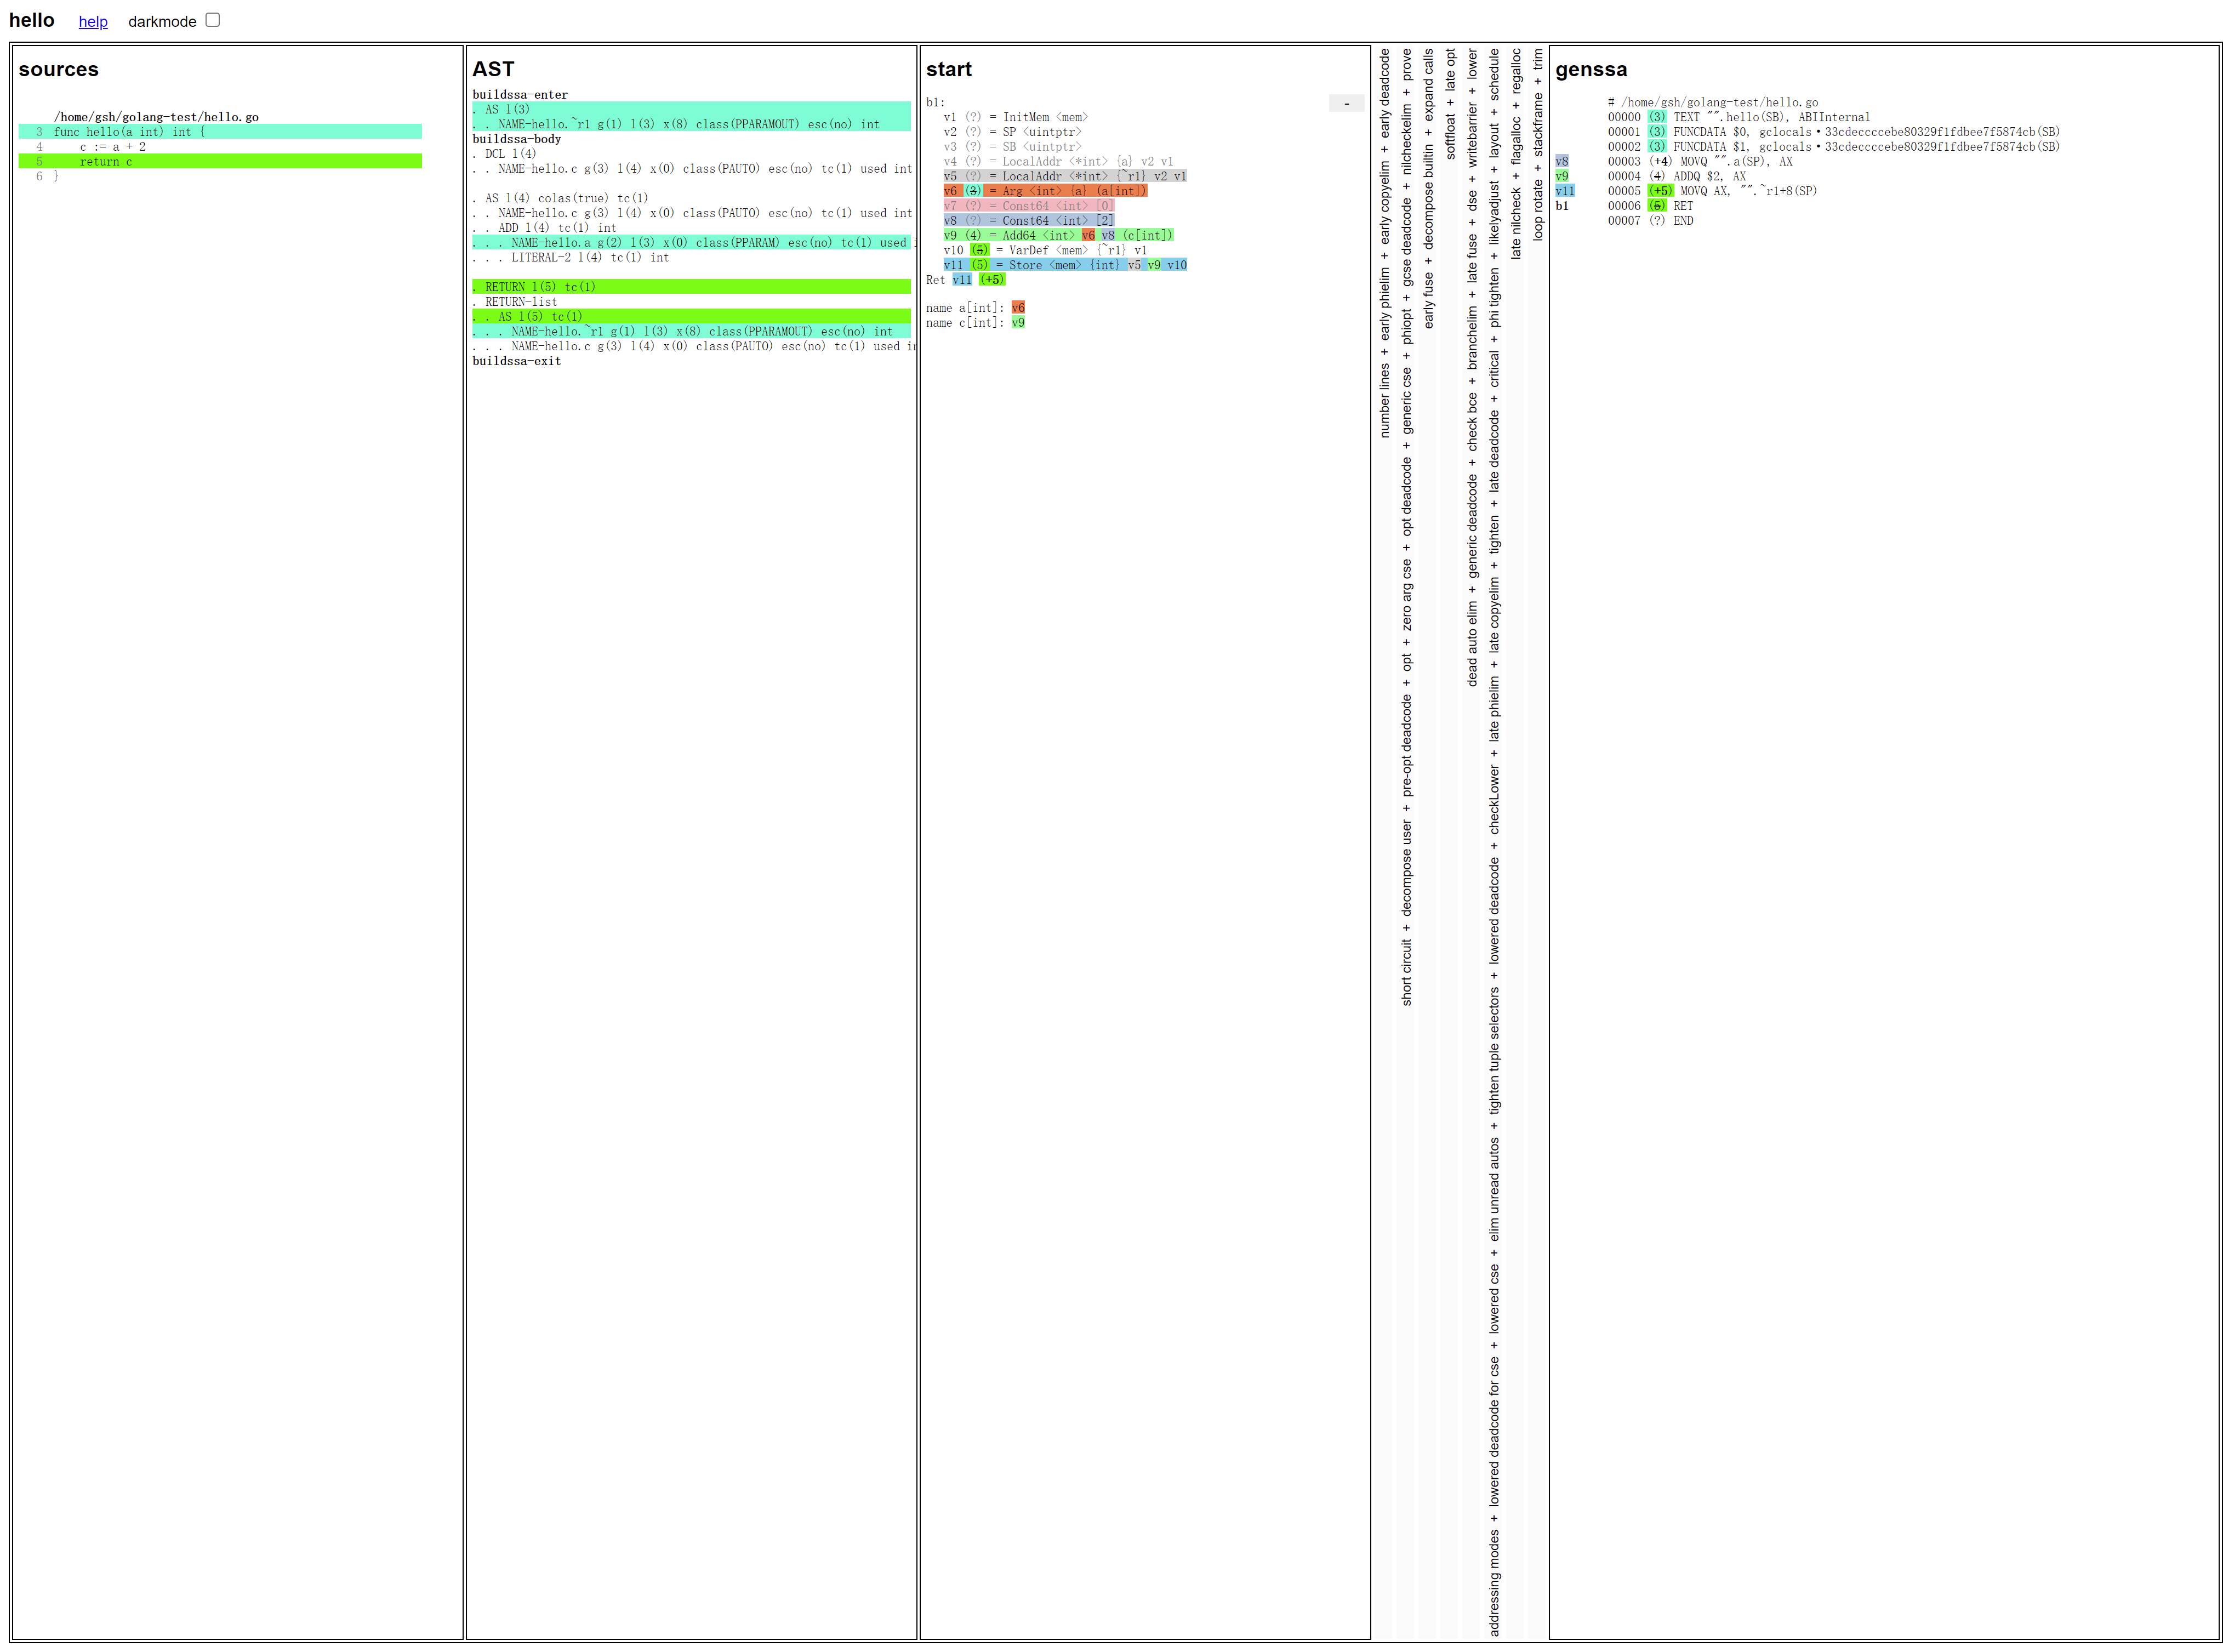 hello help darkmode
sources
/home/gsh/golang-test/hello.go
3 func hello(a int) int {
4 c := a + 2
5 return c
6 }
AST
buildssa-enter
. AS l(3)
. . NAME-hello.~r1 g(1) l(3) x(8) class(PPARAMOUT) esc(no) int
buildssa-body
. DCL l(4)
. . NAME-hello.c g(3) l(4) x(0) class(PAUTO) esc(no) tc(1) used int
. AS l(4) colas(true) tc(1)
. . NAME-hello.c g(3) l(4) x(0) class(PAUTO) esc(no) tc(1) used int
. . ADD l(4) tc(1) int
. . . NAME-hello.a g(2) l(3) x(0) class(PPARAM) esc(no) tc(1) used i
. . . LITERAL-2 l(4) tc(1) int
. RETURN l(5) tc(1)
. RETURN-list
. . AS l(5) tc(1)
. . . NAME-hello.~r1 g(1) l(3) x(8) class(PPARAMOUT) esc(no) int
. . . NAME-hello.c g(3) l(4) x(0) class(PAUTO) esc(no) tc(1) used in
buildssa-exit
start
-
b1:
v1 (?) = InitMem <mem>
v2 (?) = SP <uintptr>
v3 (?) = SB <uintptr>
v4 (?) = LocalAddr <*int> {a} v2 v1
v5 (?) = LocalAddr <*int> {~r1} v2 v1
v6 (3) = Arg <int> {a} (a[int])
v7 (?) = Const64 <int> [0]
v8 (?) = Const64 <int> [2]
v9 (4) = Add64 <int> v6 v8 (c[int])
v10 (5) = VarDef <mem> {~r1} v1
v11 (5) = Store <mem> {int} v5 v9 v10
Ret v11 (+5)
name a[int]: v6
name c[int]: v9
number lines + early phielim + early copyelim + early deadcode
short circuit + decompose user + pre-opt deadcode + opt + zero arg cse + opt deadcode + generic cse + phiopt + gcse deadcode + nilcheckelim + prove
early fuse + decompose builtin + expand calls
softfloat + late opt
dead auto elim + generic deadcode + check bce + branchelim + late fuse + dse + writebarrier + lower
addressing modes + lowered deadcode for cse + lowered cse + elim unread autos + tighten tuple selectors + lowered deadcode + checkLower + late phielim + late copyelim + tighten + late deadcode + critical + phi tighten + likelyadjust + layout + schedule
late nilcheck + flagalloc + regalloc
loop rotate + stackframe + trim
genssa
# /home/gsh/golang-test/hello.go
00000 (3) TEXT "".hello(SB), ABIInternal
00001 (3) FUNCDATA $0, gclocals·33cdeccccebe80329f1fdbee7f5874cb(SB)
00002 (3) FUNCDATA $1, gclocals·33cdeccccebe80329f1fdbee7f5874cb(SB)
v8 00003 (+4) MOVQ "".a(SP), AX
v9 00004 (4) ADDQ $2, AX
v11 00005 (+5) MOVQ AX, "".~r1+8(SP)
b1 00006 (5) RET
00007 (?) END